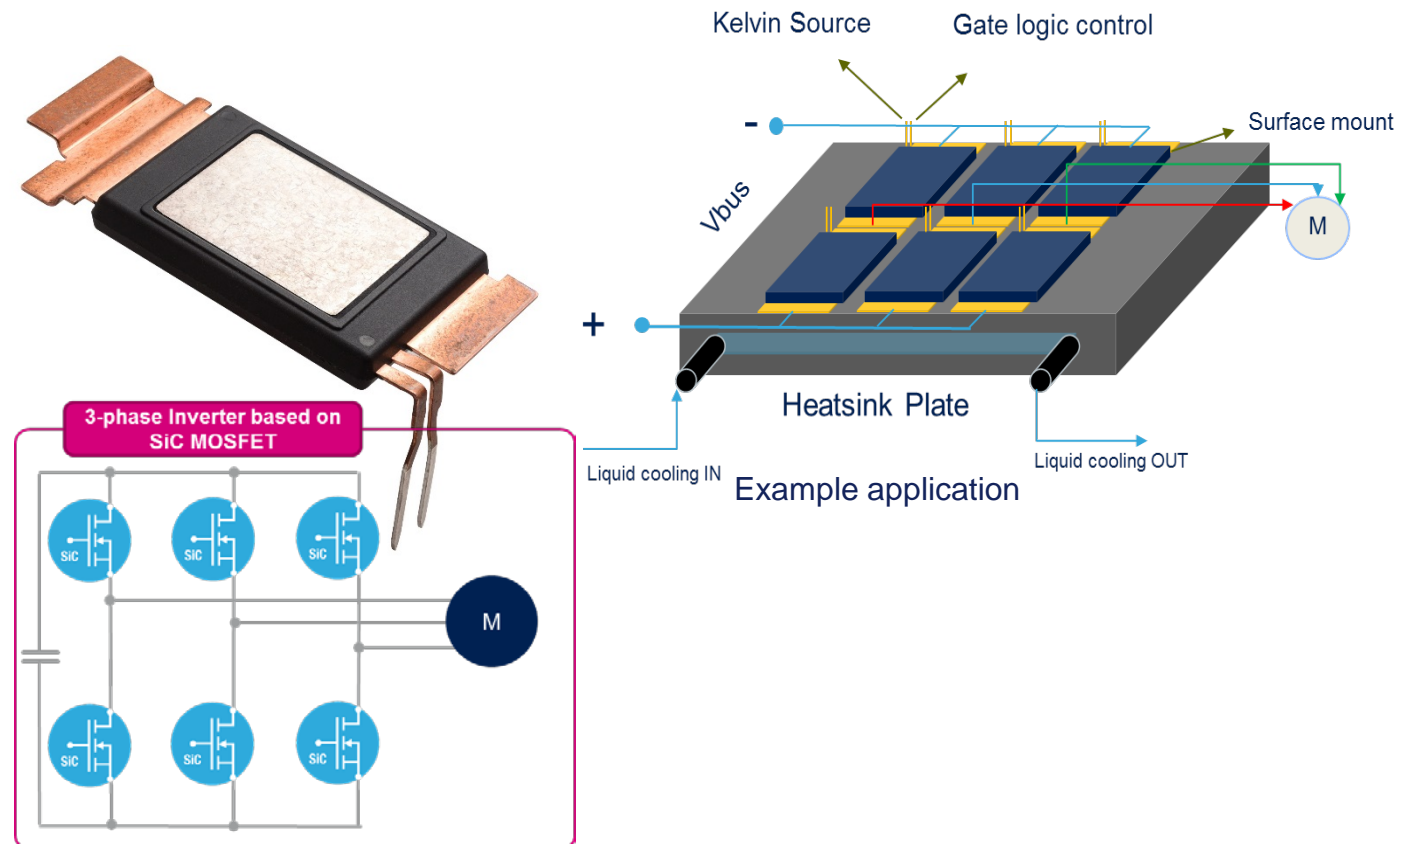 Kelvin Source
Gate logic control
-
Surface mount
Vbus
M
+
Heatsink Plate
Liquid cooling IN
Liquid cooling OUT
Example application
3-phase Inverter based on
SiC MOSFET
SiC
SiC
SiC
M
SiC
SiC
SiC